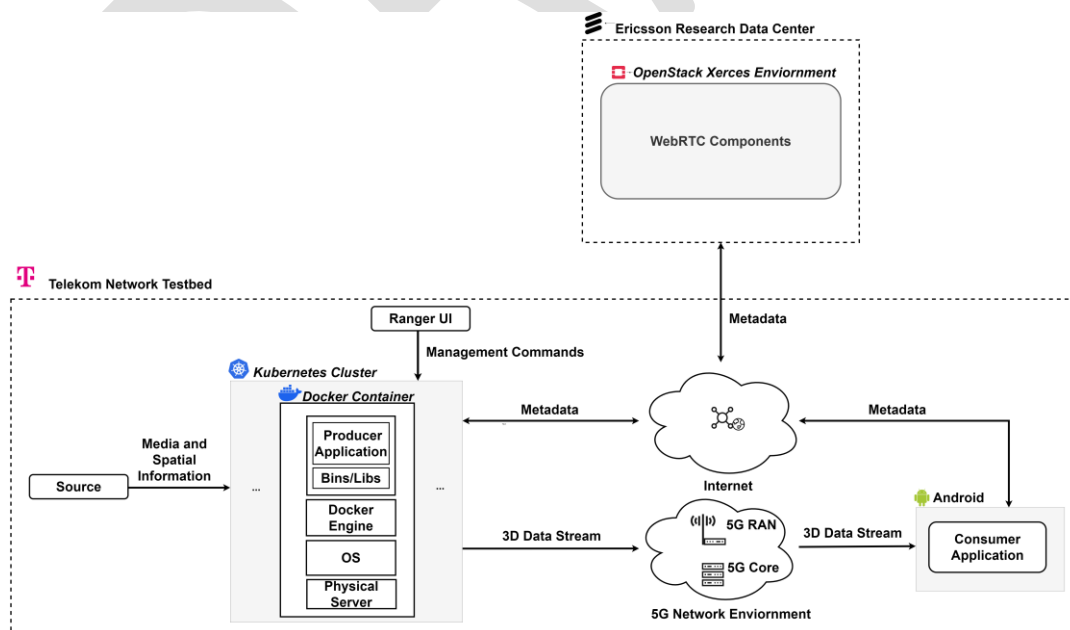 Ericsson Research Data Center
OpenStack Xerces Enviornment
WebRTC Components
Telekom Network Testbed
Metadata
Ranger UI
Management Commands
Kubernetes Cluster
Docker Container
Producer
Application
Bins/Libs
Docker
Engine
OS
Physical
Server
...
...
Media and
Spatial
Information
Source
Metadata
Internet
Metadata
3D Data Stream
5G RAN
5G Core
5G Network Enviornment
3D Data Stream
Android
Consumer
Application